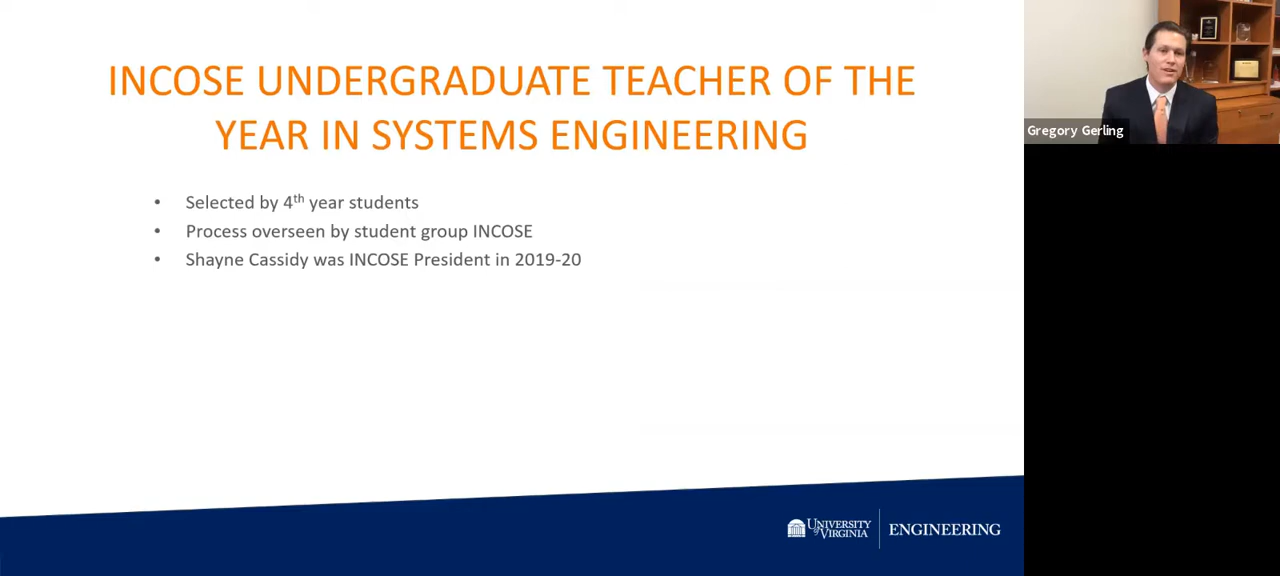 INCOSE UNDERGRADUATE TEACHER OF THE
YEAR IN SYSTEMS ENGINEERING
• Selected by 4th year students
• Process overseen by student group INCOSE
• Shayne Cassidy was INCOSE President in 2019-20
Gregory Gerling
UNIVERSITY of VIRGINIA
ENGINEERING